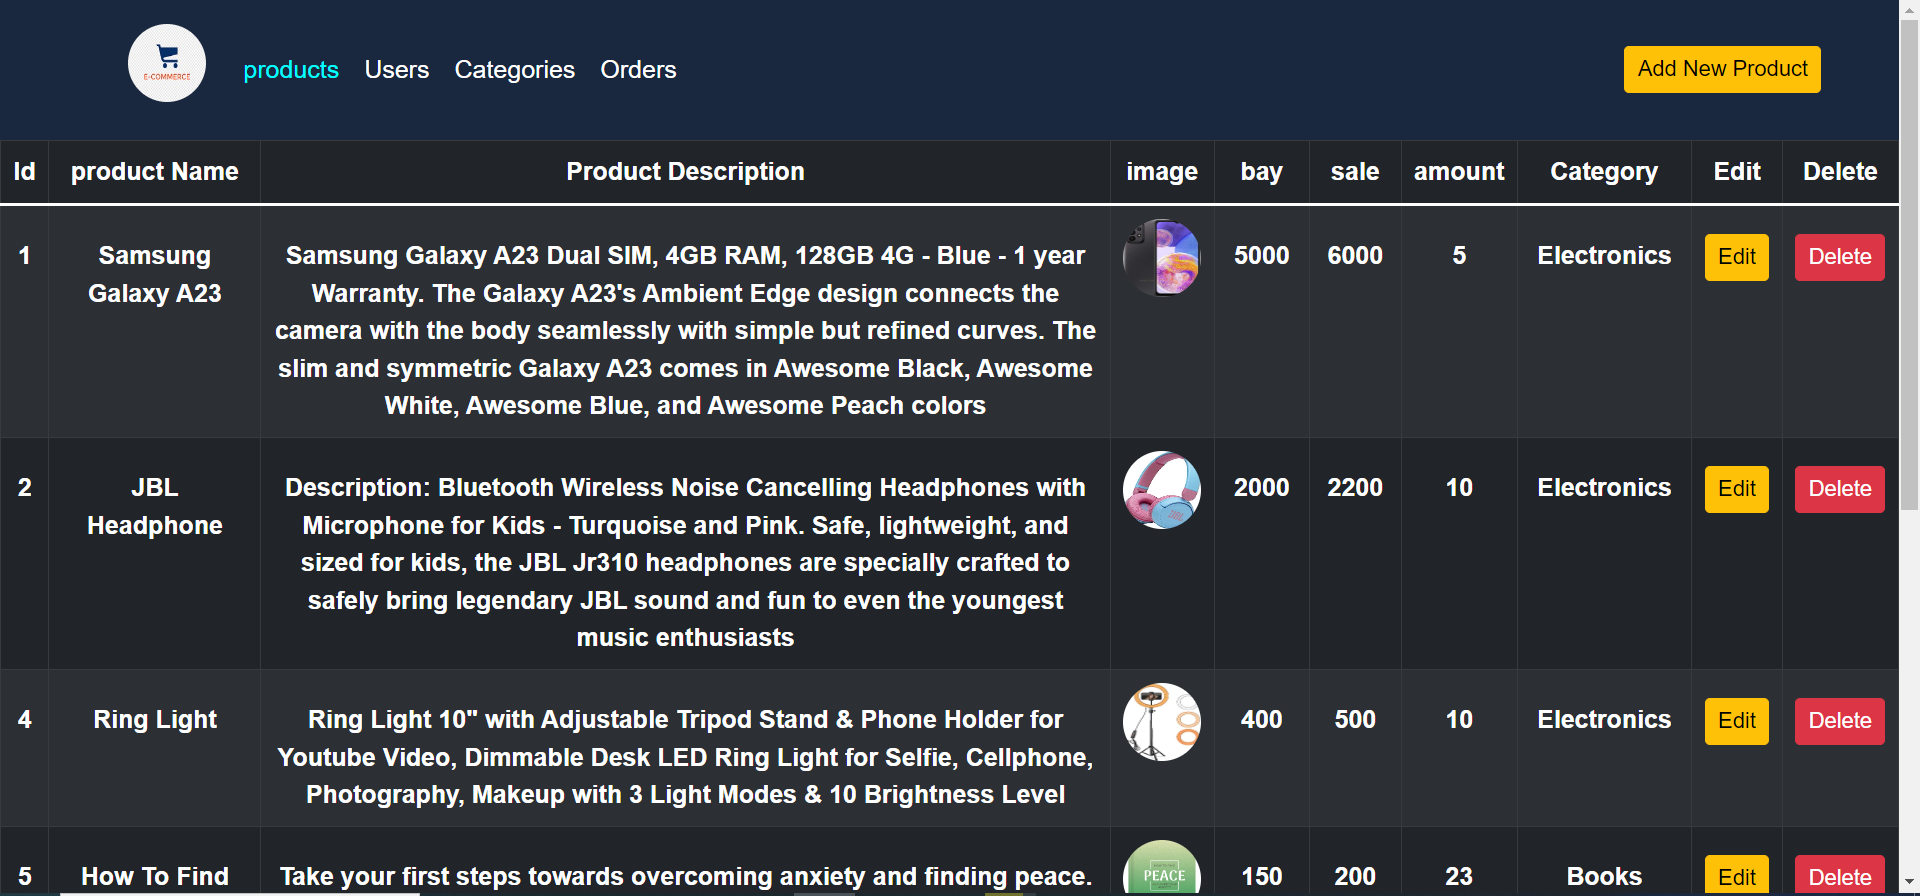 E-COMMERCE
products Users Categories Orders
Add New Product
Id product Name Product Description image bay sale amount Category Edit Delete
1 Samsung Galaxy A23
Samsung Galaxy A23 Dual SIM, 4GB RAM, 128GB 4G - Blue - 1 year
Warranty. The Galaxy A23's Ambient Edge design connects the
camera with the body seamlessly with simple but refined curves. The
slim and symmetric Galaxy A23 comes in Awesome Black, Awesome
White, Awesome Blue, and Awesome Peach colors
5000 6000 5 Electronics Edit Delete
2 JBL Headphone
Description: Bluetooth Wireless Noise Cancelling Headphones with
Microphone for Kids - Turquoise and Pink. Safe, lightweight, and
sized for kids, the JBL Jr310 headphones are specially crafted to
safely bring legendary JBL sound and fun to even the youngest
music enthusiasts
JBL
2000 2200 10 Electronics Edit Delete
4 Ring Light
Ring Light 10" with Adjustable Tripod Stand & Phone Holder for
Youtube Video, Dimmable Desk LED Ring Light for Selfie, Cellphone,
Photography, Makeup with 3 Light Modes & 10 Brightness Level
400 500 10 Electronics Edit Delete
5 How To Find
Take your first steps towards overcoming anxiety and finding peace.
PEACE
150 200 23 Books Edit Delete